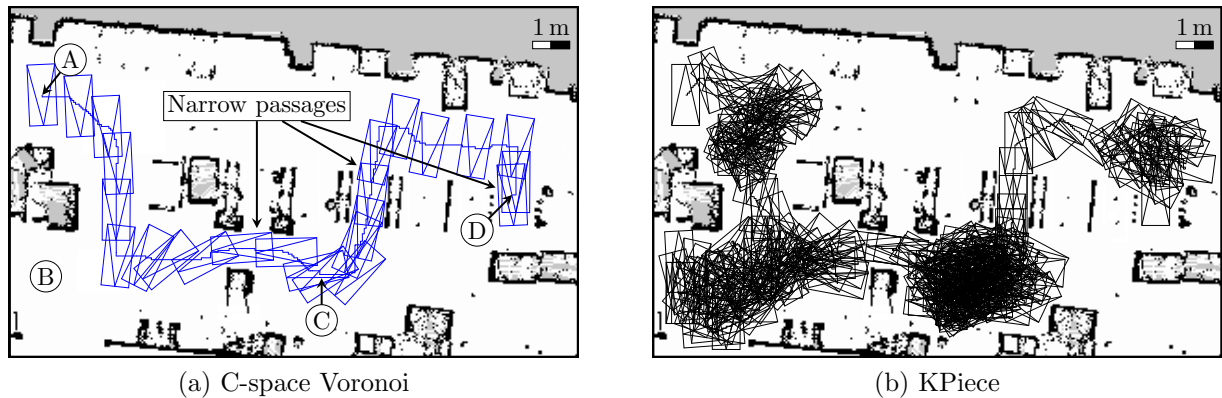 1 m
A
Narrow passages
D
B
C
(a) C-space Voronoi
1 m
(b) KPiece